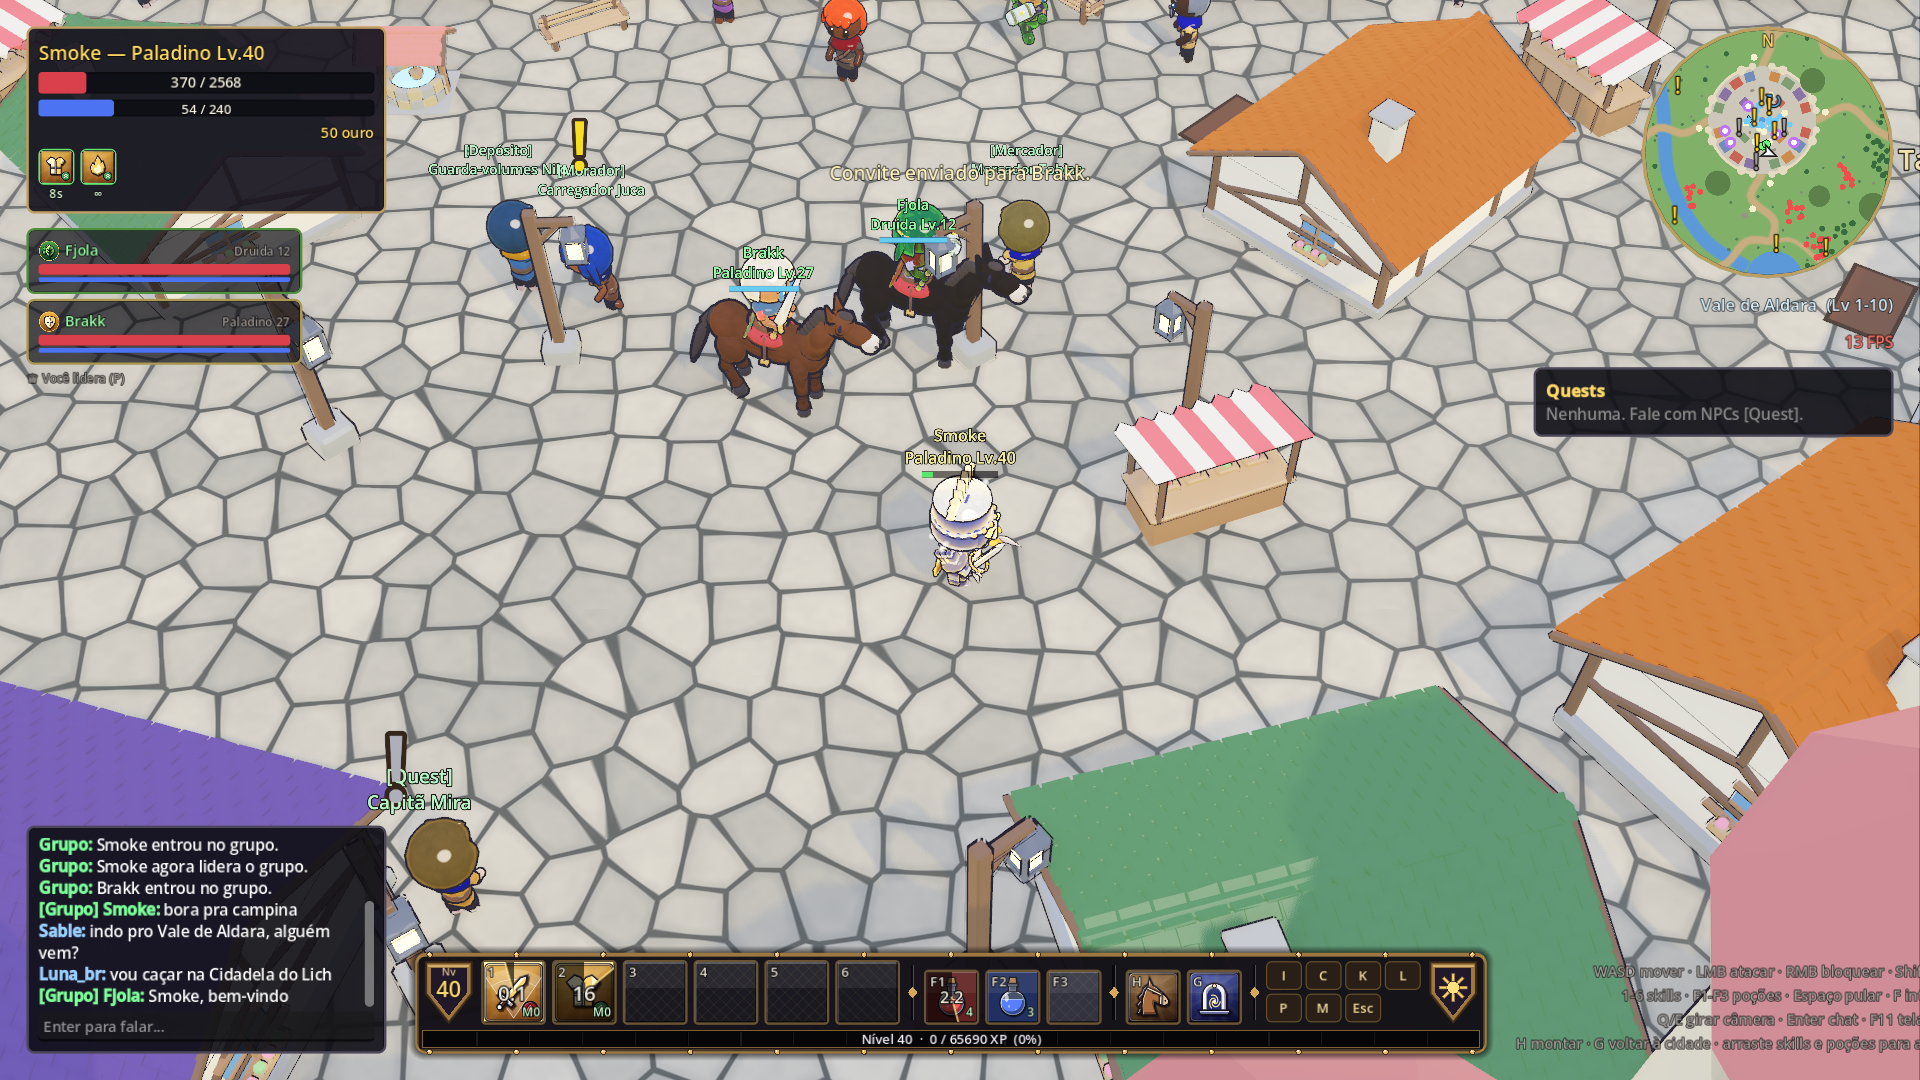 Smoke — Paladino Lv.40
370 / 2568
54 / 240
50 ouro
8s
∞
Fjola
Druida 12
Brakk
Paladino 27
Você lidera (P)
[Depósito]
Guarda-volumes
[Morador]
Carregador Juca
Convite enviado para Brakk.
[Mercador]
Fjola
Druida Lv.12
Brakk
Paladino Lv.27
Smoke
Paladino Lv.40
N
Vale de Aldara (Lv 1-10)
13 FPS
Quests
Nenhuma. Fale com NPCs [Quest].
[Quest]
Capitã Mira
Grupo: Smoke entrou no grupo.
Grupo: Smoke agora lidera o grupo.
Grupo: Brakk entrou no grupo.
[Grupo] Smoke: bora pra campina
Sable: indo pro Vale de Aldara, alguém
vem?
Luna_br: vou caçar na Cidadela do Lich
[Grupo] Fjola: Smoke, bem-vindo
Enter para falar...
Nv
40
1
0.1
M0
2
16
M0
3
4
5
6
F1
2.2
4
F2
3
F3
H
G
I
C
K
L
P
M
Esc
Nível 40 · 0 / 65690 XP (0%)
WASD mover · LMB atacar · RMB bloquear ·
1-6 skills · F1-F3 poções · Espaço pular · F
Q/E girar câmera · Enter chat · F11
H montar · G voltar à cidade · arraste skills e poções para